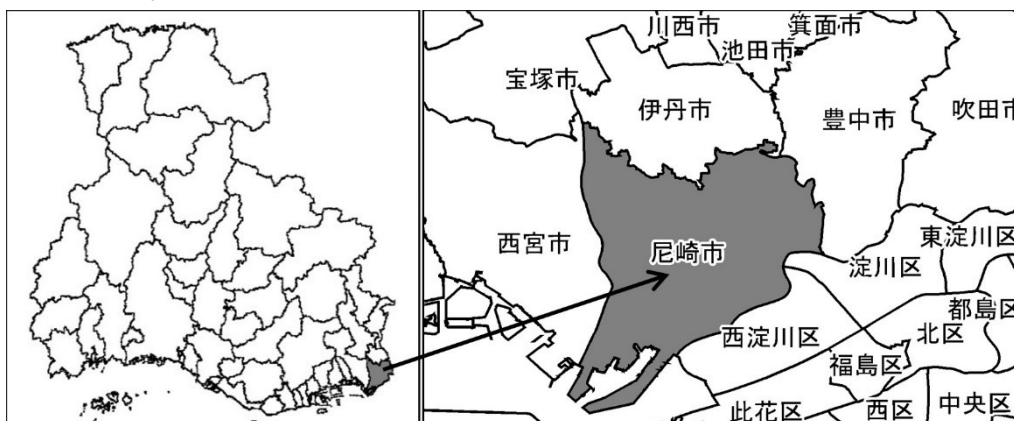 川西市
箕面市
池田市
宝塚市
伊丹市
豊中市
吹田市
西宮市
尼崎市
東淀川区
淀川区
都島区
西淀川区
北区
福島区
此花区
西区
中央区